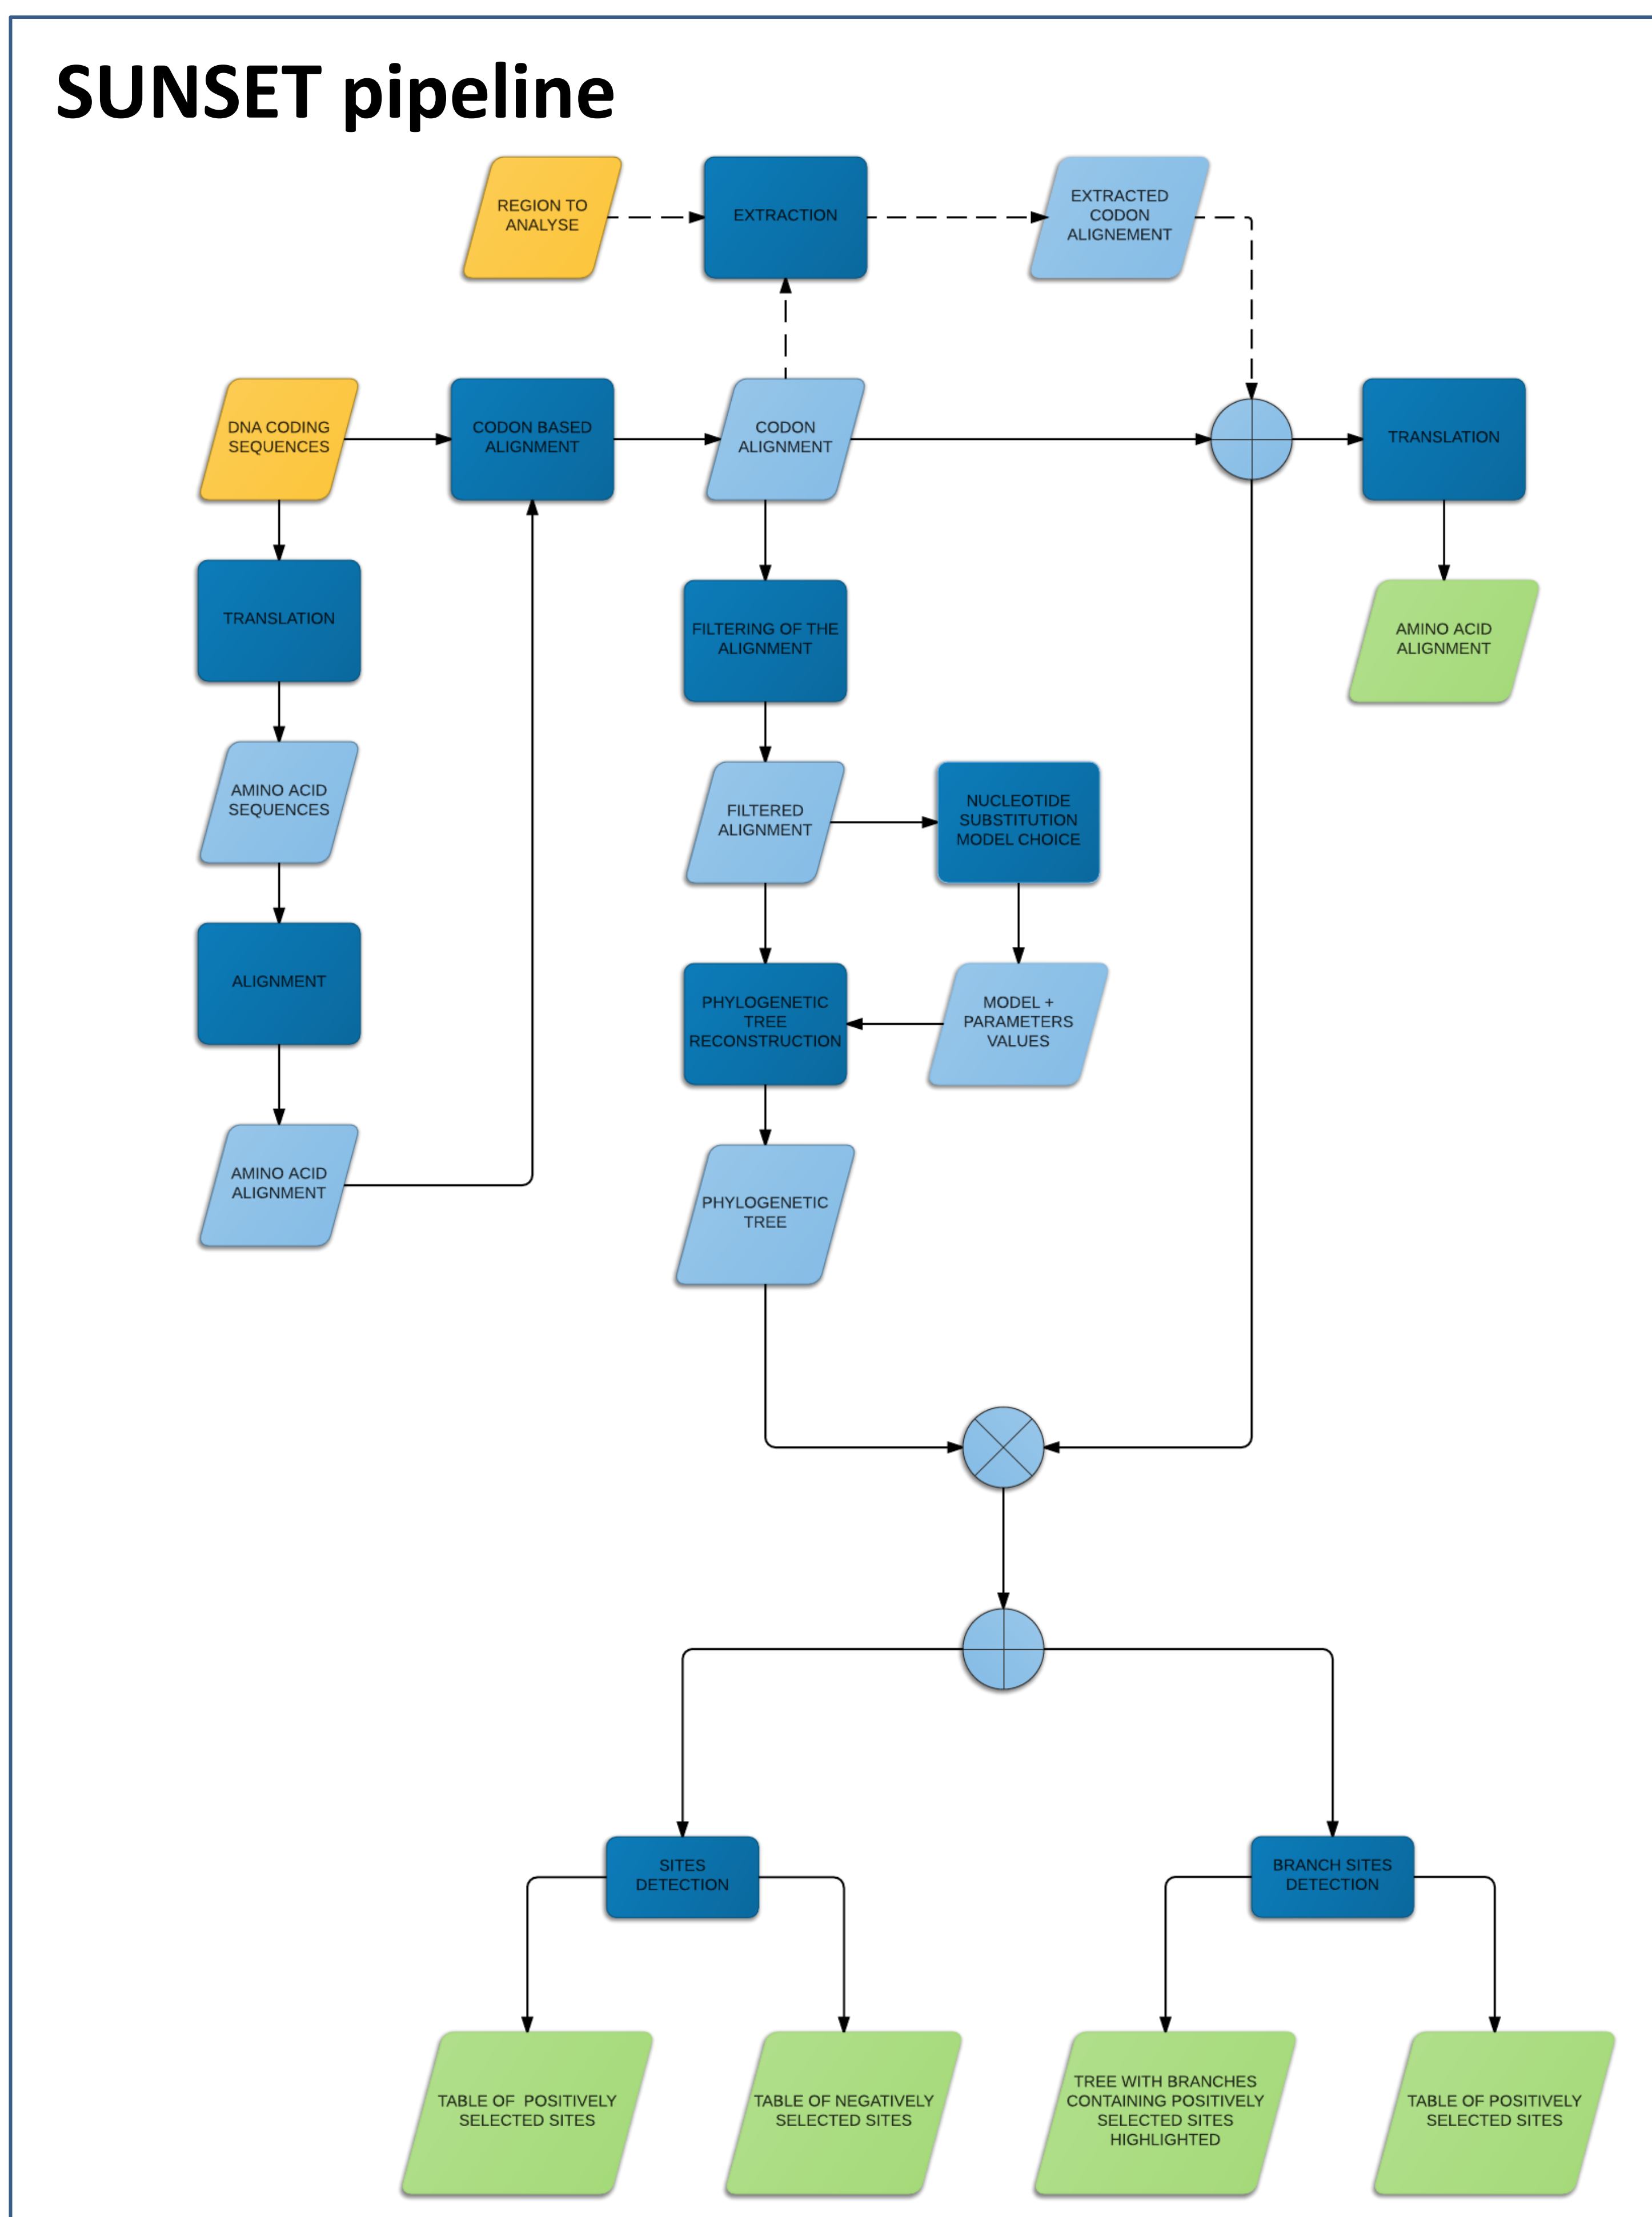 SUNSET pipeline
REGION TO
ANALYSE
EXTRACTION
EXTRACTED
CODON
ALIGNEMENT
DNA CODING
SEQUENCES
CODON BASED
ALIGNMENT
CODON
ALIGNMENT
TRANSLATION
TRANSLATION
FILTERING OF THE
ALIGNMENT
AMINO ACID
ALIGNMENT
AMINO ACID
SEQUENCES
FILTERED
ALIGNMENT
NUCLEOTIDE
SUBSTITUTION
MODEL CHOICE
ALIGNMENT
PHYLOGENETIC
TREE
RECONSTRUCTION
MODEL +
PARAMETERS
VALUES
AMINO ACID
ALIGNMENT
PHYLOGENETIC
TREE
SITES
DETECTION
BRANCH SITES
DETECTION
TABLE OF  POSITIVELY
SELECTED SITES
TABLE OF NEGATIVELY
SELECTED SITES
TREE WITH BRANCHES
CONTAINING POSITIVELY
SELECTED SITES
HIGHLIGHTED
TABLE OF POSITIVELY
SELECTED SITES